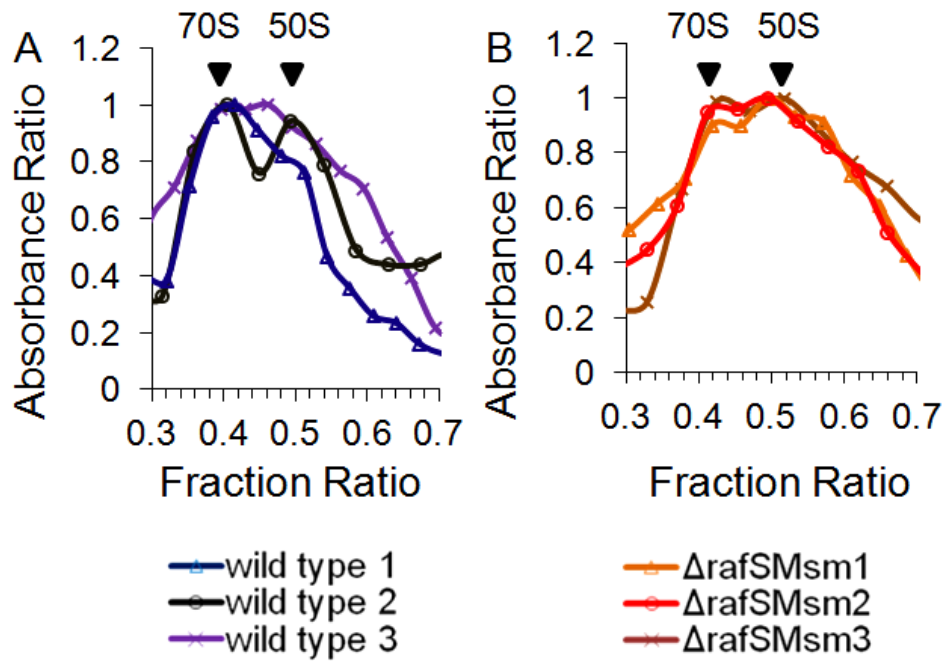 A
70S 50S
1.2
1
0.8
0.6
0.4
0.2
0
Absorbance Ratio
0.3 0.4 0.5 0.6 0.7
Fraction Ratio
wild type 1
wild type 2
wild type 3
B
70S 50S
1.2
1
0.8
0.6
0.4
0.2
0
Absorbance Ratio
0.3 0.4 0.5 0.6 0.7
Fraction Ratio
ΔrafSMsm1
ΔrafSMsm2
ΔrafSMsm3